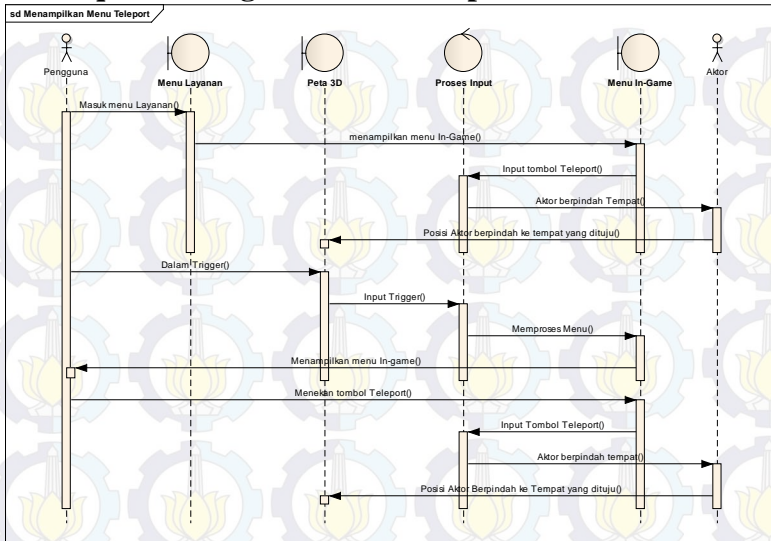 sd Menampilkan Menu Teleport
Pengguna
Menu Layanan
Peta 3D
Proses Input
Menu In-Game
Aktor
Masuk menu Layanan()
menampilkan menu In-Game()
Input tombol Teleport()
Aktor berpindah Tempat()
Posisi Aktor berpindah ke tempat yang dituju()
Dalam Trigger()
Input Trigger()
Memproses Menu()
Menampilkan menu In-game()
Menekan tombol Teleport()
Input Tombol Teleport()
Aktor berpindah tempat()
Posisi Aktor Berpindah ke Tempat yang dituju()